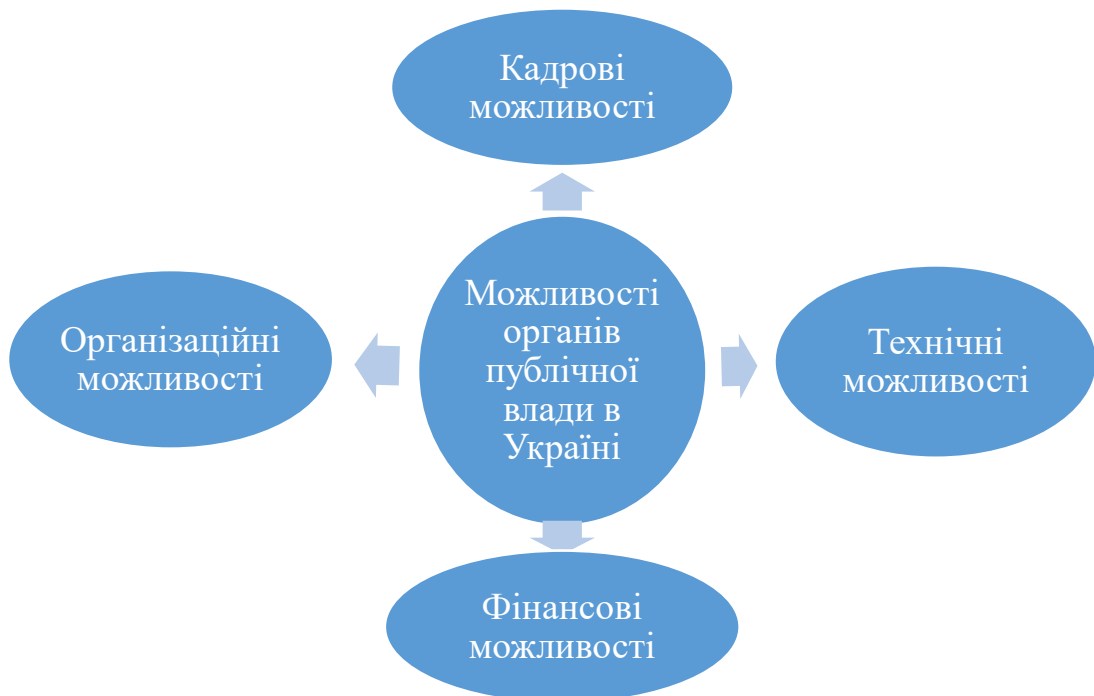 Кадрові
можливості
Організаційні
можливості
Можливості
органів
публічної
влади в
Україні
Технічні
можливості
Фінансові
можливості